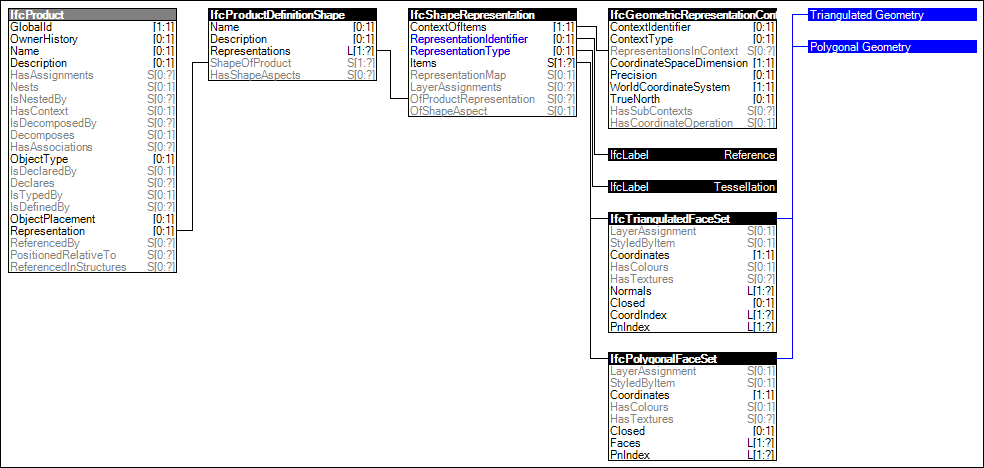 IfcProduct
GlobalId [1:1]
OwnerHistory [0:1]
Name [0:1]
Description [0:1]
HasAssignments S[0:?]
Nests S[0:1]
IsNestedBy S[0:?]
HasContext S[0:1]
IsDecomposedBy S[0:?]
Decomposes S[0:1]
HasAssociations S[0:?]
ObjectType [0:1]
IsDeclaredBy S[0:1]
Declares S[0:?]
IsTypedBy S[0:1]
IsDefinedBy S[0:?]
ObjectPlacement [0:1]
Representation [0:1]
ReferencedBy S[0:?]
PositionedRelativeTo S[0:?]
ReferencedInStructures S[0:?]
IfcProductDefinitionShape
Name [0:1]
Description [0:1]
Representations L[1:?]
ShapeOfProduct S[1:?]
HasShapeAspects S[0:?]
IfcShapeRepresentation
ContextOfItems [1:1]
RepresentationIdentifier [0:1]
RepresentationType [0:1]
Items S[1:?]
RepresentationMap S[0:1]
LayerAssignments S[0:?]
OfProductRepresentation S[0:?]
OfShapeAspect S[0:1]
IfcGeometricRepresentationCont
ContextIdentifier [0:1]
ContextType [0:1]
RepresentationsInContext S[0:?]
CoordinateSpaceDimension [1:1]
Precision [0:1]
WorldCoordinateSystem [1:1]
TrueNorth [0:1]
HasSubContexts S[0:?]
HasCoordinateOperation S[0:1]
IfcLabel Reference
IfcLabel Tessellation
IfcTriangulatedFaceSet
LayerAssignment S[0:1]
StyledByItem S[0:1]
Coordinates [1:1]
HasColours S[0:1]
HasTextures S[0:?]
Normals L[1:?]
Closed [0:1]
CoordIndex L[1:?]
PnIndex L[1:?]
IfcPolygonalFaceSet
LayerAssignment S[0:1]
StyledByItem S[0:1]
Coordinates [1:1]
HasColours S[0:1]
HasTextures S[0:?]
Closed [0:1]
Faces L[1:?]
PnIndex L[1:?]
Triangulated Geometry
Polygonal Geometry